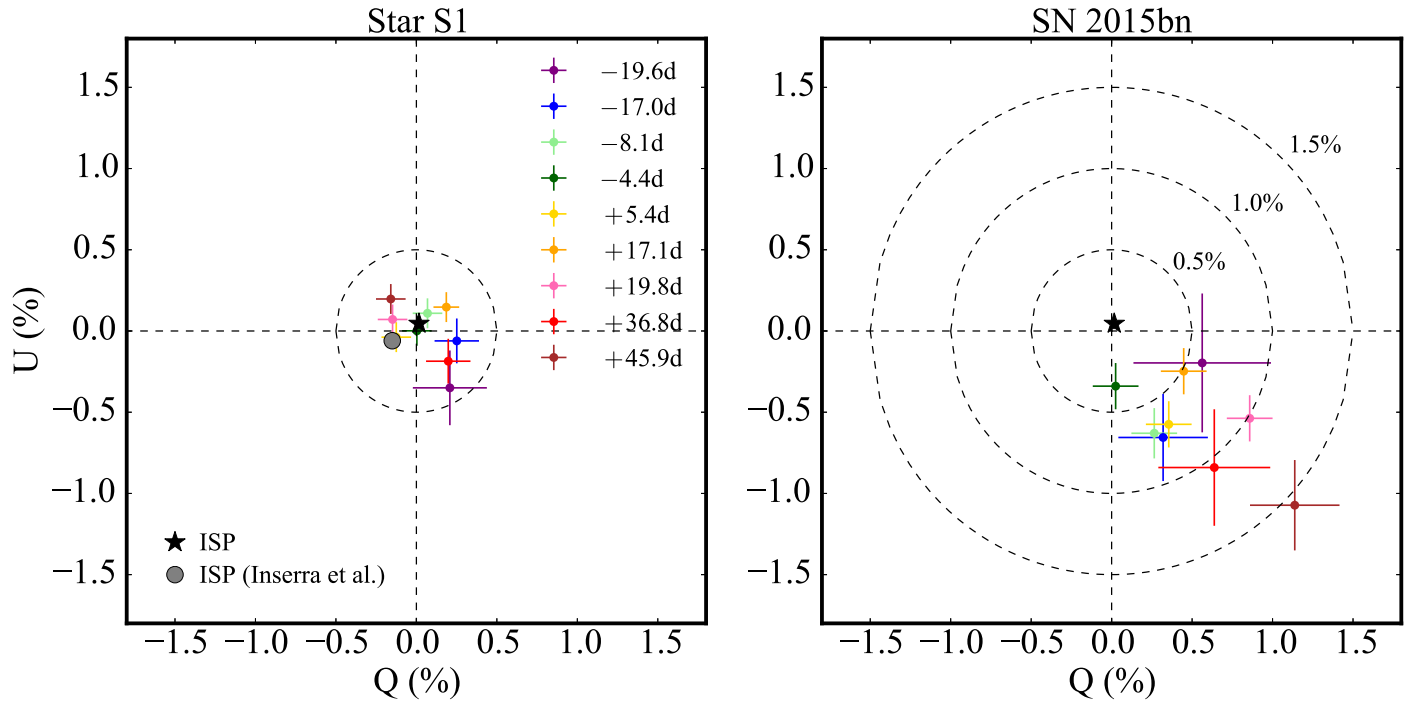 Star S1
1.5
1.0
0.5
0.0
−0.5
−1.0
−1.5
U (%)
−19.6d
−17.0d
−8.1d
−4.4d
+5.4d
+17.1d
+19.8d
+36.8d
+45.9d
ISP
ISP (Inserra et al.)
−1.5 −1.0 −0.5 0.0 0.5 1.0 1.5
Q (%)
SN 2015bn
1.5
1.0
0.5
0.0
−0.5
−1.0
−1.5
1.5%
1.0%
0.5%
−1.5 −1.0 −0.5 0.0 0.5 1.0 1.5
Q (%)